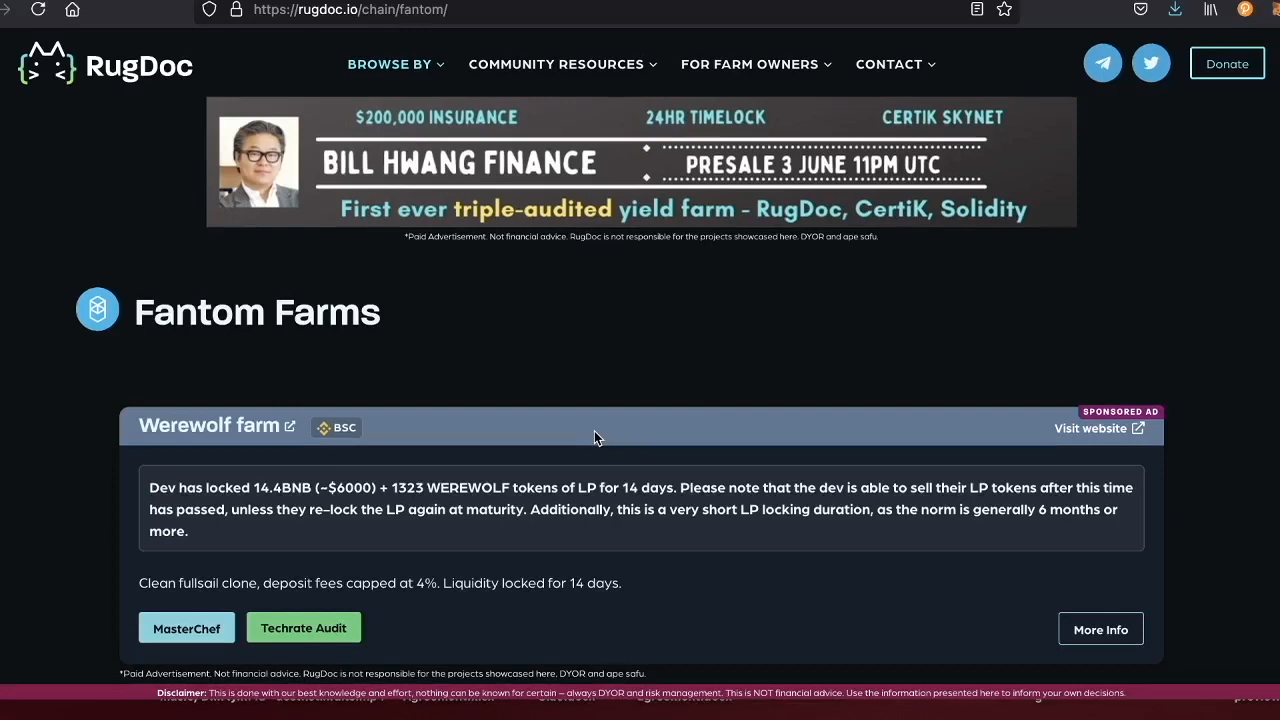 https://rugdoc.io/chain/fantom/
RugDoc
BROWSE BY
COMMUNITY RESOURCES
FOR FARM OWNERS
CONTACT
Donate
$200,000 INSURANCE
24HR TIMELOCK
CERTIK SKYNET
BILL HWANG FINANCE
PRESALE 3 JUNE 11PM UTC
First ever triple-audited yield farm - RugDoc, CertiK, Solidity
*Paid Advertisement. Not financial advice. RugDoc is not responsible for the projects showcased here. DYOR and ape safu.
Fantom Farms
SPONSORED AD
Werewolf farm
BSC
Visit website
Dev has locked 14.4BNB (~$6000) + 1323 WEREWOLF tokens of LP for 14 days. Please note that the dev is able to sell their LP tokens after this time
has passed, unless they re-lock the LP again at maturity. Additionally, this is a very short LP locking duration, as the norm is generally 6 months or
more.
Clean fullsail clone, deposit fees capped at 4%. Liquidity locked for 14 days.
MasterChef
Techrate Audit
More Info
*Paid Advertisement. Not financial advice. RugDoc is not responsible for the projects showcased here. DYOR and ape safu.
Disclaimer: This is done with our best knowledge and effort, nothing can be known for certain – always DYOR and risk management. This is NOT financial advice. Use the information presented here to inform your own decisions.